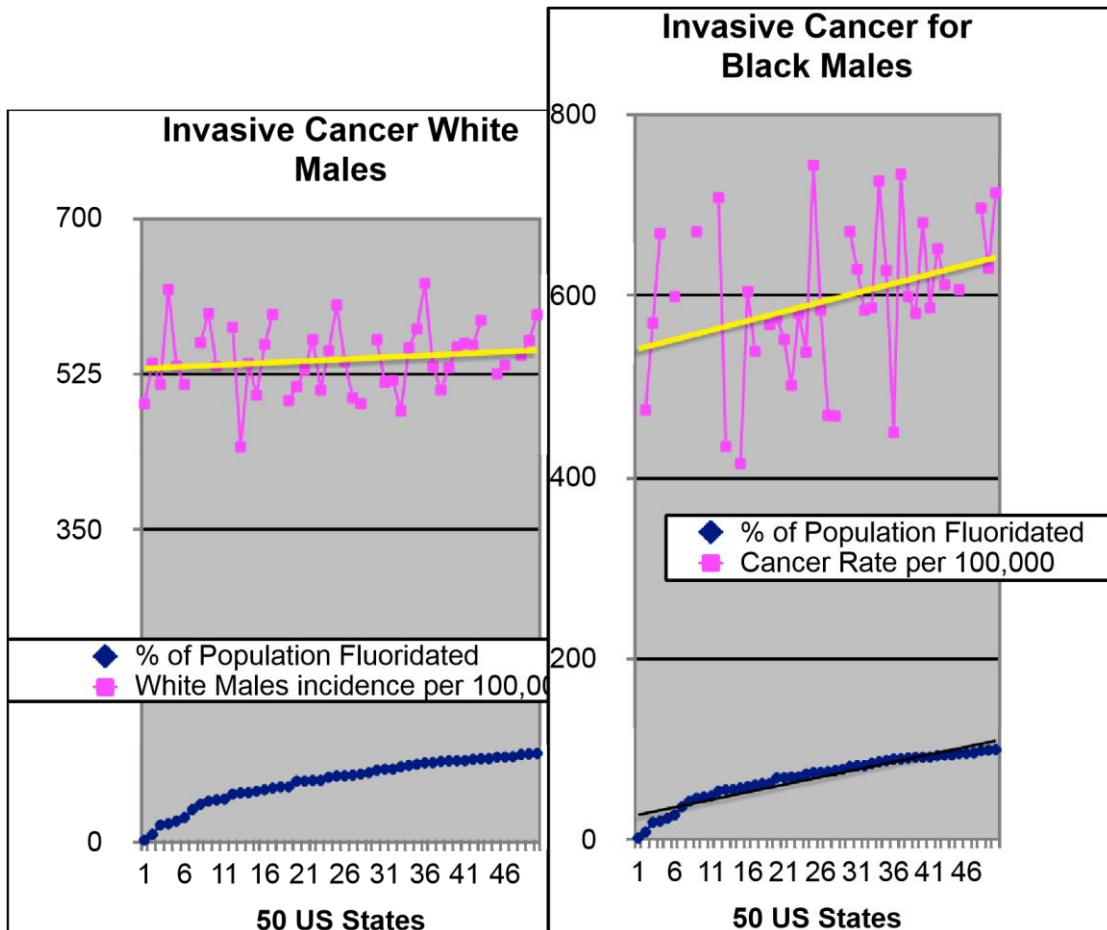 Invasive Cancer White
Males
700
525
350
◆ % of Population Fluoridated
■ White Males incidence per 100,00
0
1 6 11 16 21 26 31 36 41 46
50 US States
Invasive Cancer for
Black Males
800
600
400
◆ % of Population Fluoridated
■ Cancer Rate per 100,000
200
0
1 6 11 16 21 26 31 36 41 46
50 US States